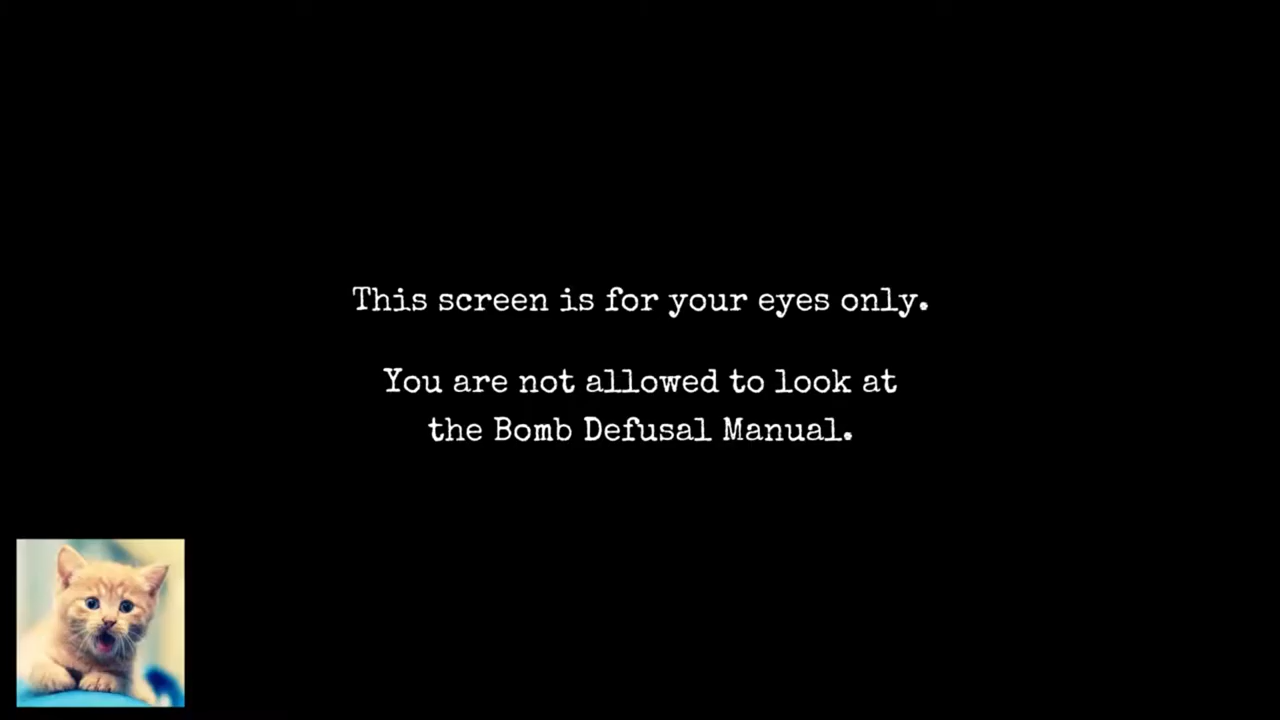 This screen is for your eyes only.
You are not allowed to look at
the Bomb Defusal Manual.